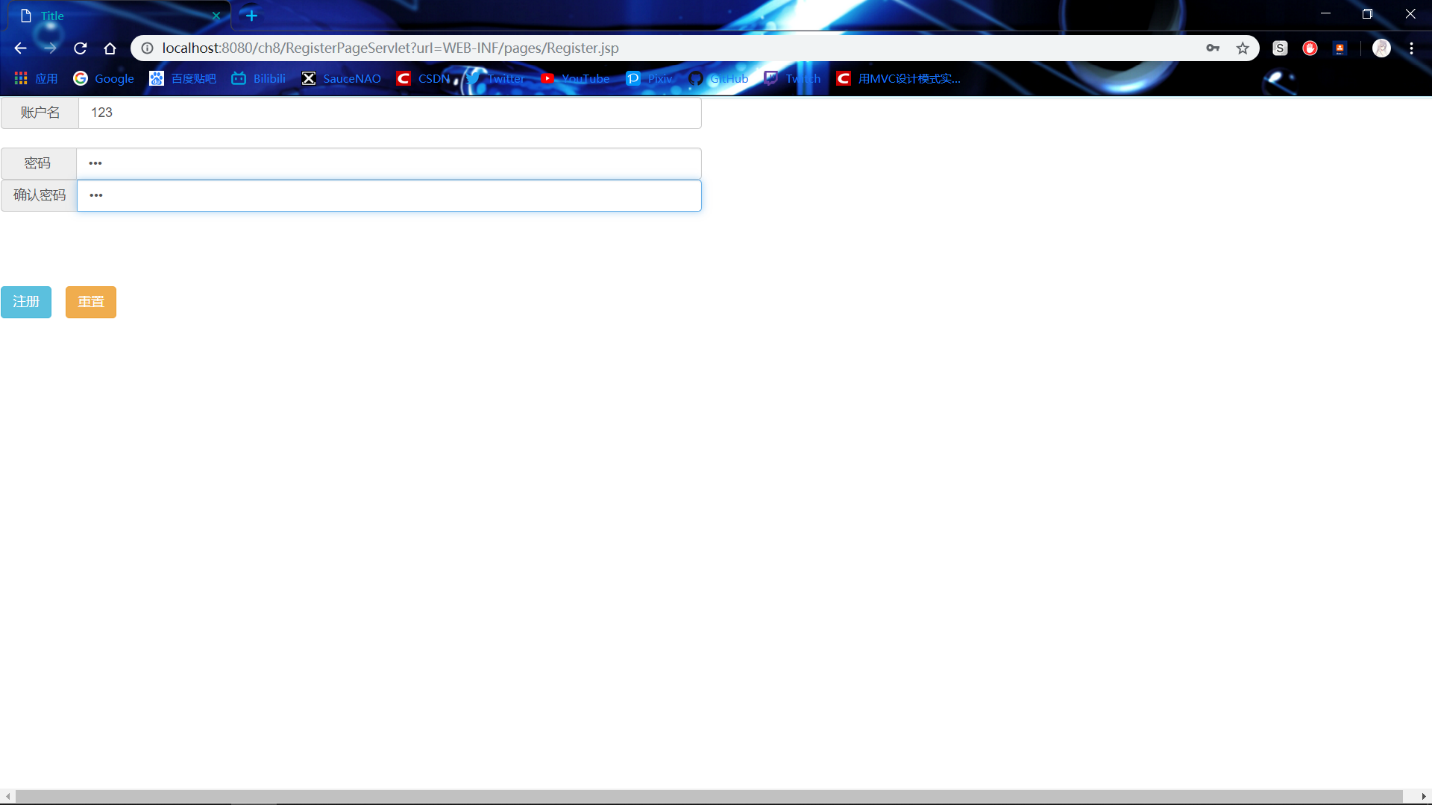 Title
localhost:8080/ch8/RegisterPageServlet?url=WEB-INF/pages/Register.jsp
应用 Google 百度贴吧 Bilibili SauceNAO CSDN Twitter YouTube Pixiv GitHub Twitch 用MVC设计模式实...
账户名 123
密码 •••
确认密码 •••
注册 重置